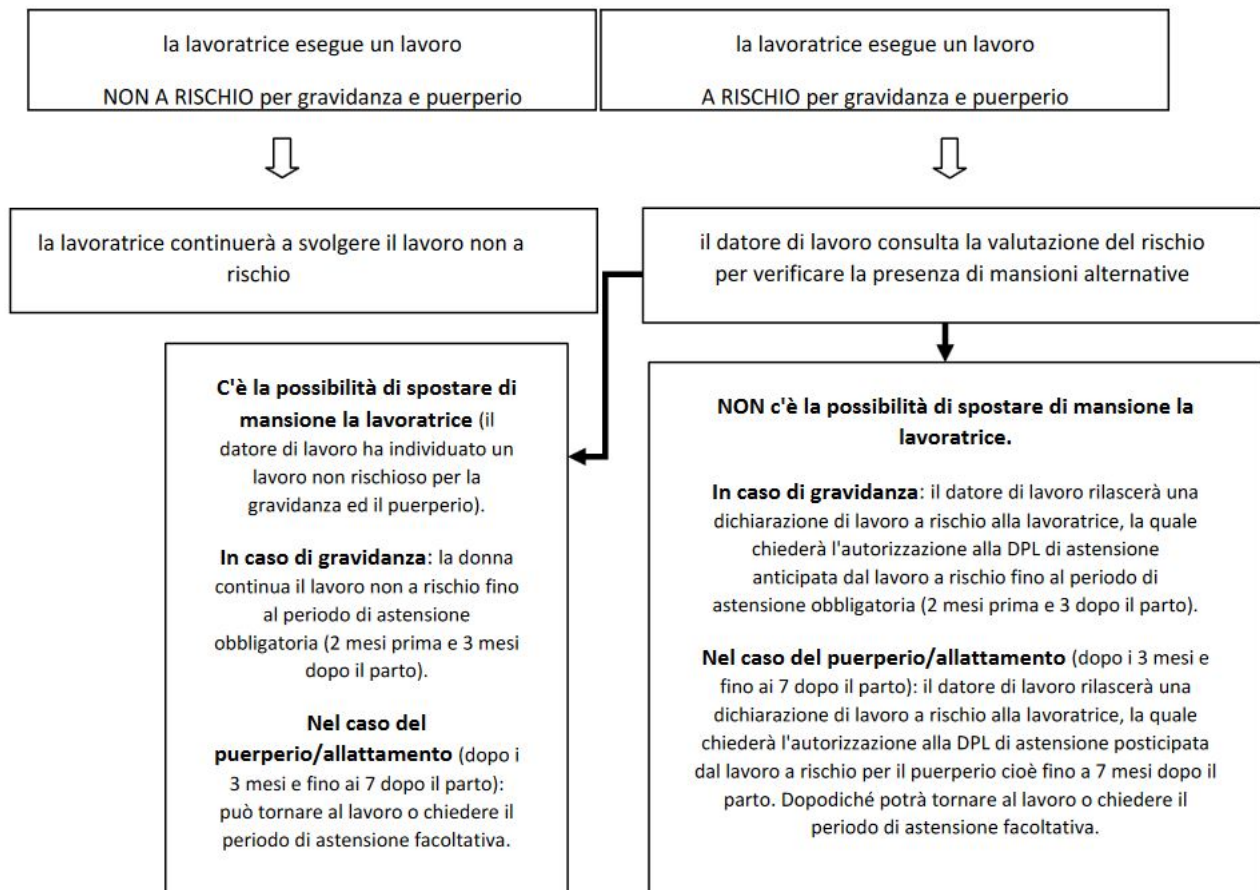 la lavoratrice esegue un lavoro
NON A RISCHIO per gravidanza e puerperio
la lavoratrice esegue un lavoro
A RISCHIO per gravidanza e puerperio
la lavoratrice continuerà a svolgere il lavoro non a
rischio
il datore di lavoro consulta la valutazione del rischio
per verificare la presenza di mansioni alternative
C'è la possibilità di spostare di
mansione la lavoratrice (il
datore di lavoro ha individuato un
lavoro non rischioso per la
gravidanza ed il puerperio).
In caso di gravidanza: la donna
continua il lavoro non a rischio fino
al periodo di astensione
obbligatoria (2 mesi prima e 3 mesi
dopo il parto).
Nel caso del
puerperio/allattamento (dopo i
3 mesi e fino ai 7 dopo il parto):
può tornare al lavoro o chiedere il
periodo di astensione facoltativa.
NON c'è la possibilità di spostare di mansione la
lavoratrice.
In caso di gravidanza: il datore di lavoro rilascerà una
dichiarazione di lavoro a rischio alla lavoratrice, la quale
chiederà l'autorizzazione alla DPL di astensione
anticipata dal lavoro a rischio fino al periodo di
astensione obbligatoria (2 mesi prima e 3 dopo il parto).
Nel caso del puerperio/allattamento (dopo i 3 mesi e
fino ai 7 dopo il parto): il datore di lavoro rilascerà una
dichiarazione di lavoro a rischio alla lavoratrice, la quale
chiederà l'autorizzazione alla DPL di astensione posticipata
dal lavoro a rischio per il puerperio cioè fino a 7 mesi dopo il
parto. Dopodiché potrà tornare al lavoro o chiedere il
periodo di astensione facoltativa.